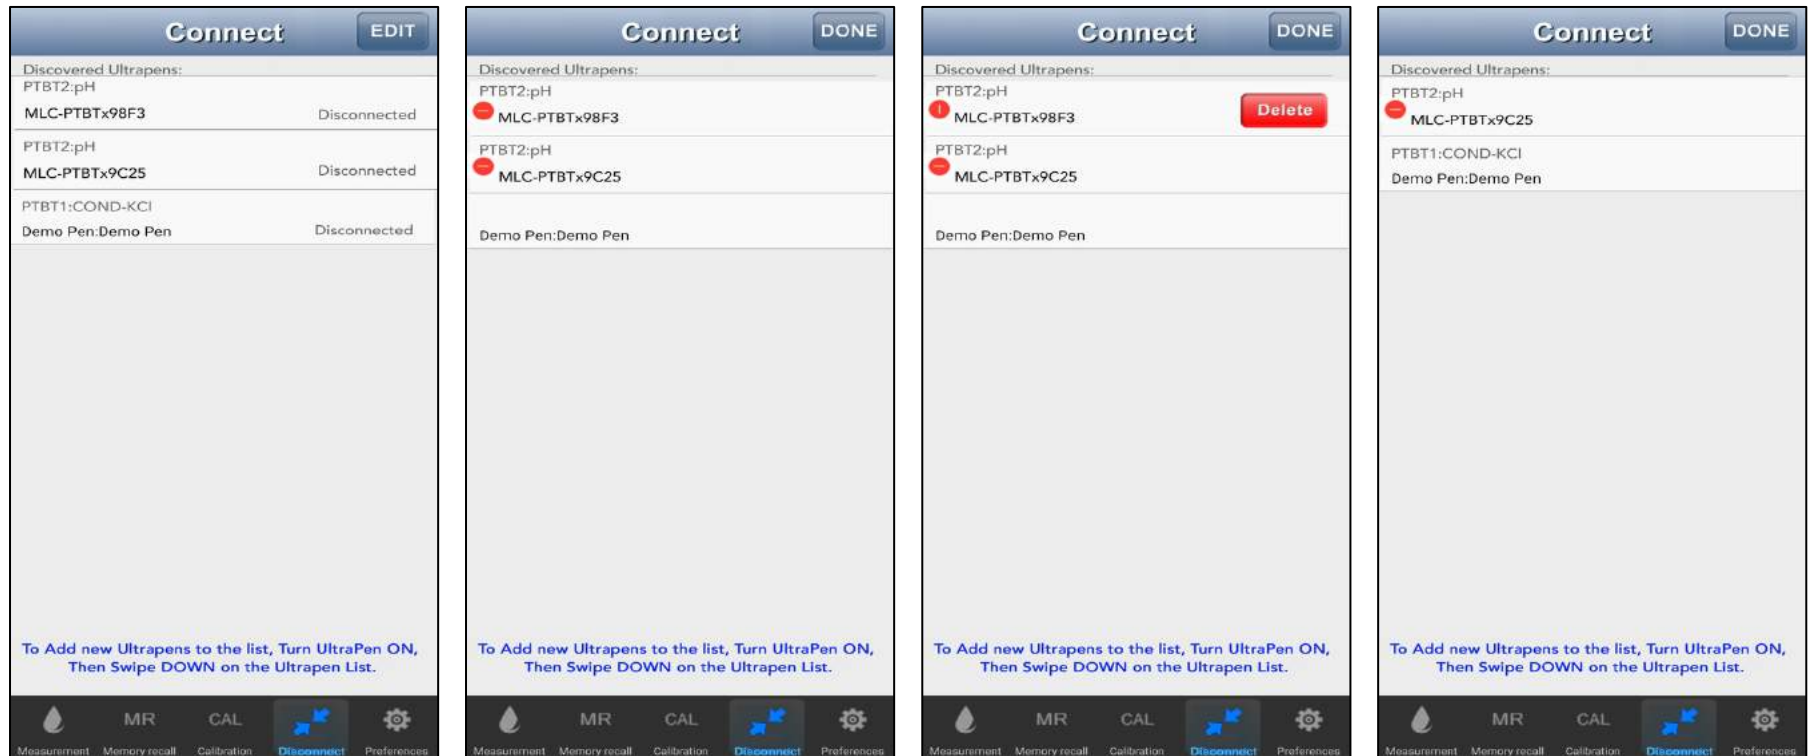 Connect
EDIT
Discovered Ultrapens:
PTBT2:pH
MLC-PTBTx98F3
Disconnected
PTBT2:pH
MLC-PTBTx9C25
Disconnected
PTBT1:COND-KCl
Demo Pen:Demo Pen
Disconnected
To Add new Ultrapens to the list, Turn UltraPen ON,
Then Swipe DOWN on the Ultrapen List.
MR
CAL
Measurement
Memory recall
Calibration
Disconnect
Preferences
Connect
DONE
Discovered Ultrapens:
PTBT2:pH
MLC-PTBTx98F3
PTBT2:pH
MLC-PTBTx9C25
Demo Pen:Demo Pen
To Add new Ultrapens to the list, Turn UltraPen ON,
Then Swipe DOWN on the Ultrapen List.
MR
CAL
Measurement
Memory recall
Calibration
Disconnect
Preferences
Connect
DONE
Discovered Ultrapens:
PTBT2:pH
MLC-PTBTx98F3
Delete
PTBT2:pH
MLC-PTBTx9C25
Demo Pen:Demo Pen
To Add new Ultrapens to the list, Turn UltraPen ON,
Then Swipe DOWN on the Ultrapen List.
MR
CAL
Measurement
Memory recall
Calibration
Disconnect
Preferences
Connect
DONE
Discovered Ultrapens:
PTBT2:pH
MLC-PTBTx9C25
PTBT1:COND-KCl
Demo Pen:Demo Pen
To Add new Ultrapens to the list, Turn UltraPen ON,
Then Swipe DOWN on the Ultrapen List.
MR
CAL
Measurement
Memory recall
Calibration
Disconnect
Preferences